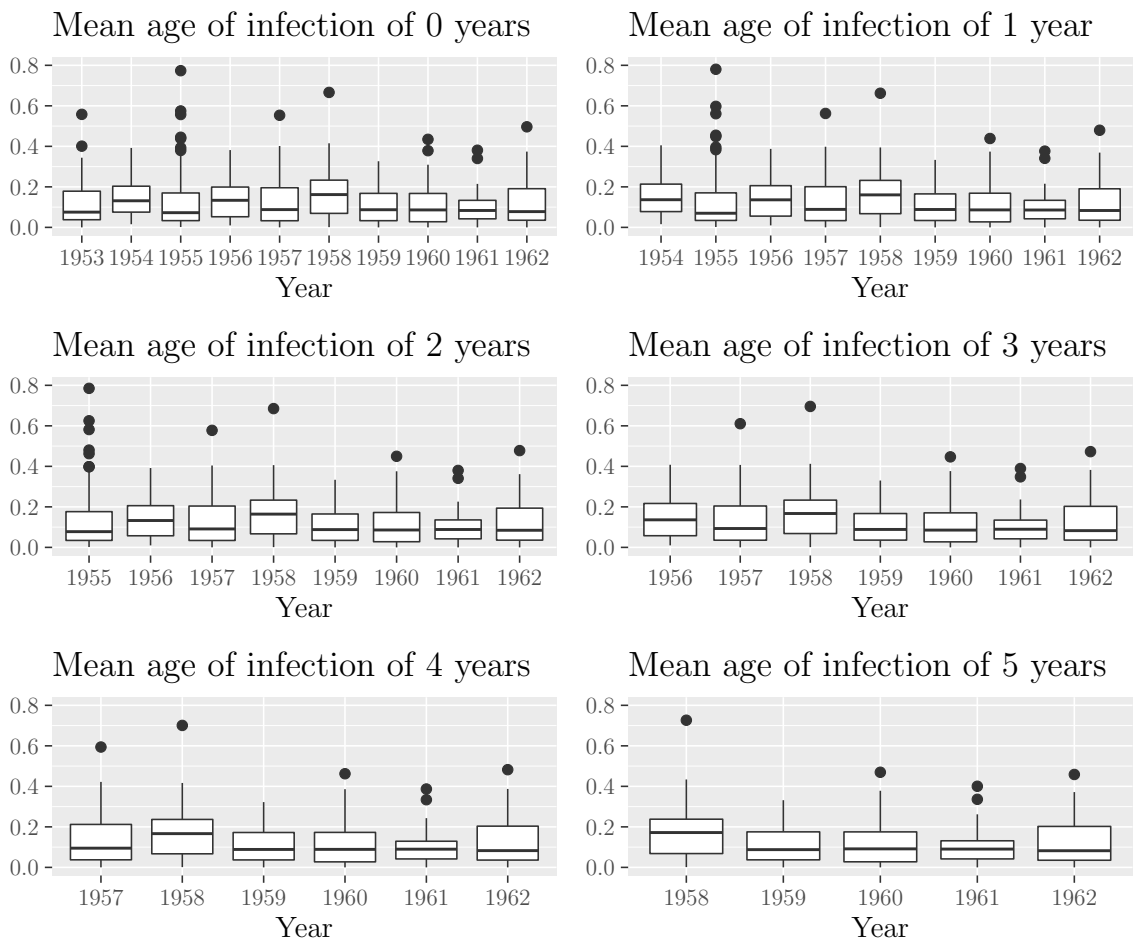 Mean age of infection of 0 years
0.8
0.6
0.4
0.2
0.0
1953 1954 1955 1956 1957 1958 1959 1960 1961 1962
Year
Mean age of infection of 1 year
0.8
0.6
0.4
0.2
0.0
1954 1955 1956 1957 1958 1959 1960 1961 1962
Year
Mean age of infection of 2 years
0.8
0.6
0.4
0.2
0.0
1955 1956 1957 1958 1959 1960 1961 1962
Year
Mean age of infection of 3 years
0.8
0.6
0.4
0.2
0.0
1956 1957 1958 1959 1960 1961 1962
Year
Mean age of infection of 4 years
0.8
0.6
0.4
0.2
0.0
1957 1958 1959 1960 1961 1962
Year
Mean age of infection of 5 years
0.8
0.6
0.4
0.2
0.0
1958 1959 1960 1961 1962
Year